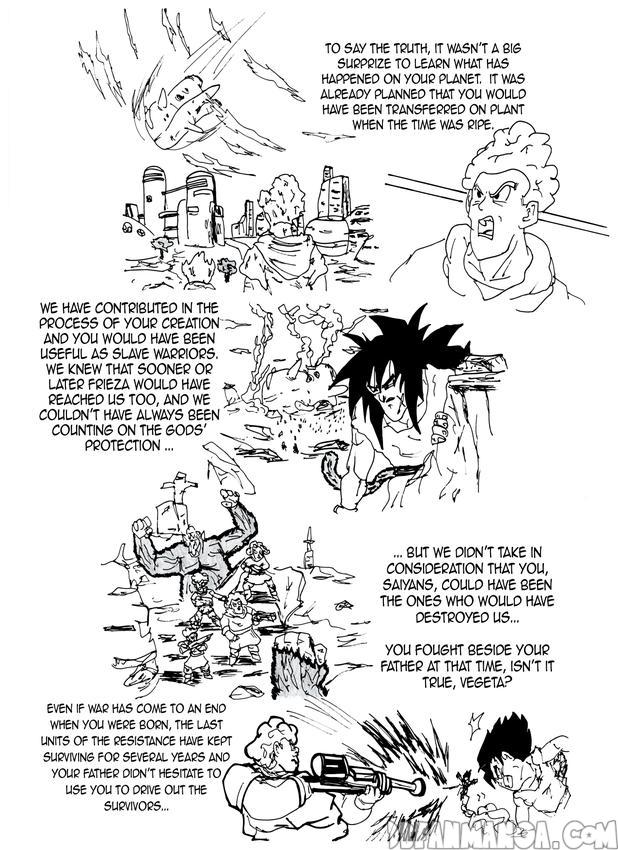 TO SAY THE TRUTH, IT WASN'T A BIG
SURPRIZE TO LEARN WHAT HAS
HAPPENED ON YOUR PLANET. IT WAS
ALREADY PLANNED THAT YOU WOULD
HAVE BEEN TRANSFERRED ON PLANT
WHEN THE TIME WAS RIPE.
WE HAVE CONTRIBUTED IN THE
PROCESS OF YOUR CREATION
AND YOU WOULD HAVE BEEN
USEFUL AS SLAVE WARRIORS.
WE KNEW THAT SOONER OR
LATER FRIEZA WOULD HAVE
REACHED US TOO, AND WE
COULDN'T HAVE ALWAYS BEEN
COUNTING ON THE GODS'
PROTECTION ...
... BUT WE DIDN'T TAKE IN
CONSIDERATION THAT YOU,
SAIYANS, COULD HAVE BEEN
THE ONES WHO WOULD HAVE
DESTROYED US...
YOU FOUGHT BESIDE YOUR
FATHER AT THAT TIME, ISN'T IT
TRUE, VEGETA?
EVEN IF WAR HAS COME TO AN END
WHEN YOU WERE BORN, THE LAST
UNITS OF THE RESISTANCE HAVE KEPT
SURVIVING FOR SEVERAL YEARS AND
YOUR FATHER DIDN'T HESITATE TO
USE YOU TO DRIVE OUT THE
SURVIVORS...